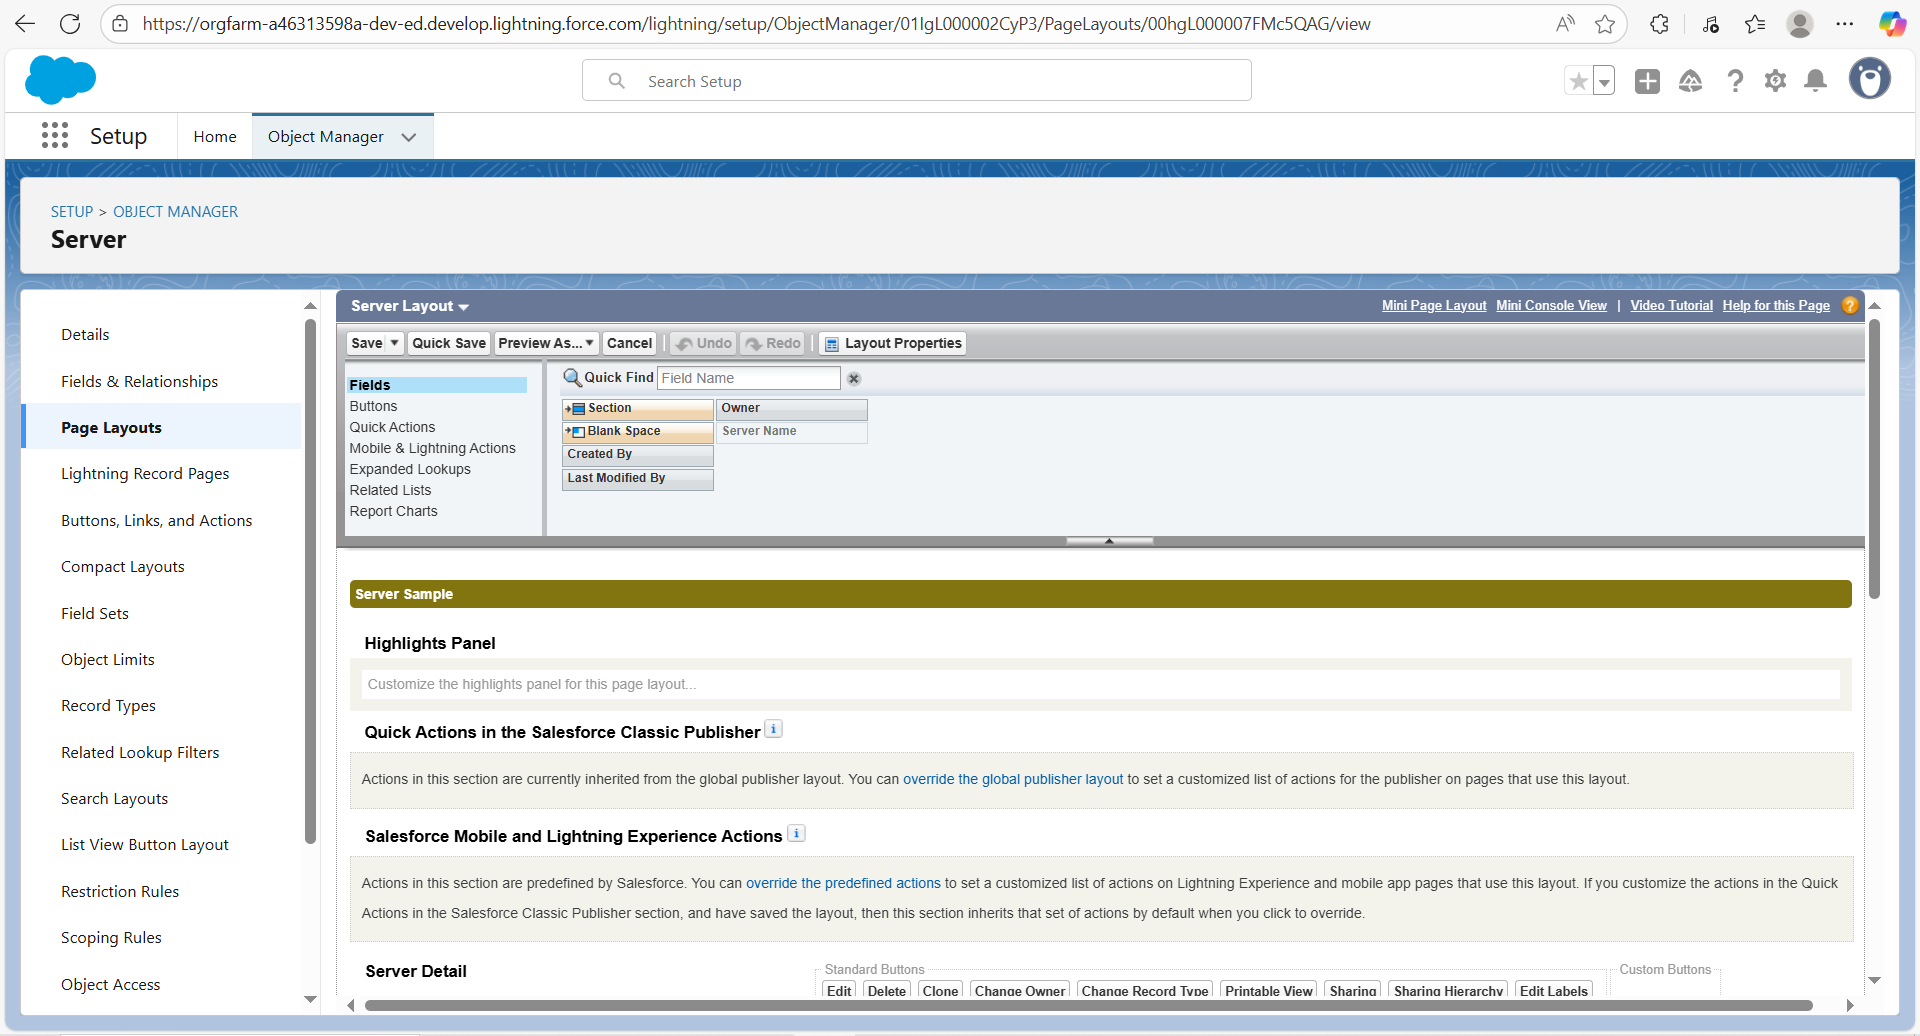 https://orgfarm-a46313598a-dev-ed.develop.lightning.force.com/lightning/setup/ObjectManager/01IgL000002CyP3/PageLayouts/00hgL000007FMc5QAG/view
Search Setup
Setup
Home
Object Manager
SETUP > OBJECT MANAGER
Server
Details
Fields & Relationships
Page Layouts
Lightning Record Pages
Buttons, Links, and Actions
Compact Layouts
Field Sets
Object Limits
Record Types
Related Lookup Filters
Search Layouts
List View Button Layout
Restriction Rules
Scoping Rules
Object Access
Server Layout
Mini Page Layout Mini Console View | Video Tutorial Help for this Page ?
Save Quick Save Preview As... Cancel Undo Redo Layout Properties
Fields
Buttons
Quick Actions
Mobile & Lightning Actions
Expanded Lookups
Related Lists
Report Charts
Quick Find Field Name
Section Owner
Blank Space Server Name
Created By
Last Modified By
Server Sample
Highlights Panel
Customize the highlights panel for this page layout...
Quick Actions in the Salesforce Classic Publisher i
Actions in this section are currently inherited from the global publisher layout. You can override the global publisher layout to set a customized list of actions for the publisher on pages that use this layout.
Salesforce Mobile and Lightning Experience Actions i
Actions in this section are predefined by Salesforce. You can override the predefined actions to set a customized list of actions on Lightning Experience and mobile app pages that use this layout. If you customize the actions in the Quick
Actions in the Salesforce Classic Publisher section, and have saved the layout, then this section inherits that set of actions by default when you click to override.
Server Detail
Standard Buttons
Edit Delete Clone Change Owner Change Record Type Printable View Sharing Sharing Hierarchy Edit Labels
Custom Buttons